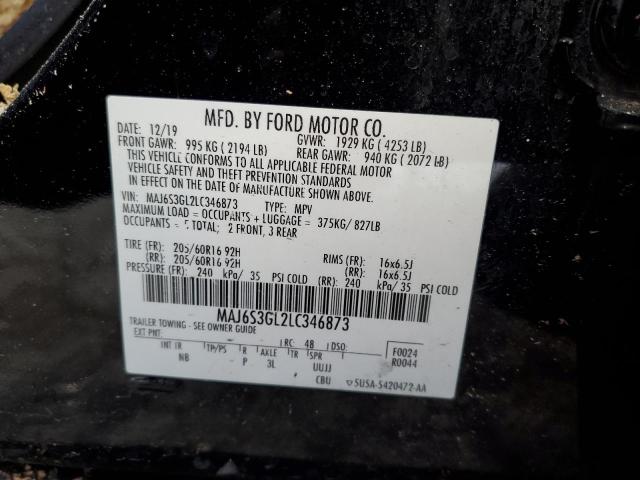 MFD. BY FORD MOTOR CO.
DATE: 12/19 GVWR: 1929 KG ( 4253 LB)
FRONT GAWR: 995 KG ( 2194 LB) REAR GAWR: 940 KG ( 2072 LB)
THIS VEHICLE CONFORMS TO ALL APPLICABLE FEDERAL MOTOR
VEHICLE SAFETY AND THEFT PREVENTION STANDARDS
IN EFFECT ON THE DATE OF MANUFACTURE SHOWN ABOVE.
VIN: MAJ6S3GL2LC346873 TYPE: MPV
MAXIMUM LOAD = OCCUPANTS + LUGGAGE = 375KG/ 827LB
OCCUPANTS = 5 TOTAL; 2 FRONT, 3 REAR
TIRE (FR): 205/60R16 92H RIMS (FR): 16x6.5J
(RR): 205/60R16 92H (RR): 16x6.5J
PRESSURE (FR): 240 kPa/ 35 PSI COLD (RR): 240 kPa/ 35 PSI COLD
MAJ6S3GL2LC346873
TRAILER TOWING - SEE OWNER GUIDE
EXT PNT: RC: 48 DSO: F0024
INT TR TP/PS R AXLE TR SPR R0044
NB P 3L UUJJ
CBU 5U5A-5420472-AA